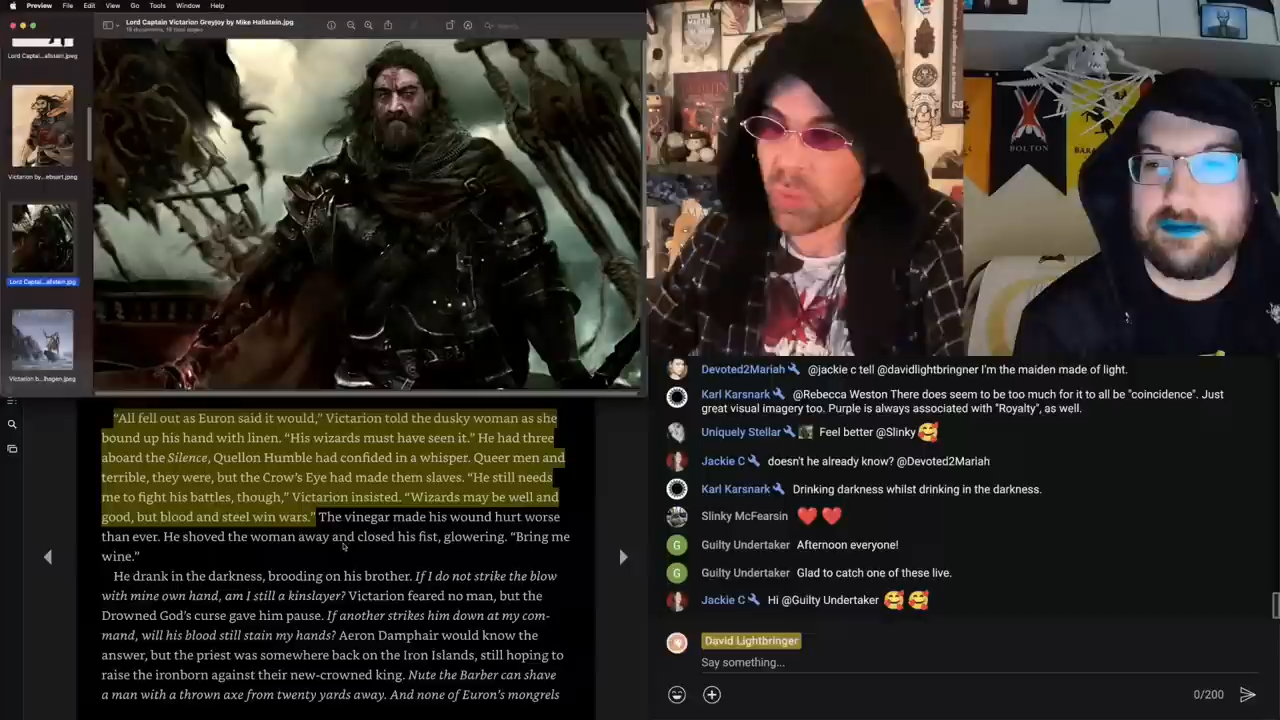 Preview File Edit View Go Tools Window Help
Lord Captain Victarion Greyjoy by Mike Hallstein.jpg
Lord Captai...allstein.jpeg
Lord Captai...allstein.jpg
BOLTON
“All fell out as Euron said it would,” Victarion told the dusky woman as she
bound up his hand with linen. “His wizards must have seen it.” He had three
aboard the Silence, Quellon Humble had confided in a whisper. Queer men and
terrible, they were, but the Crow’s Eye had made them slaves. “He still needs
me to fight his battles, though,” Victarion insisted. “Wizards may be well and
good, but blood and steel win wars.” The vinegar made his wound hurt worse
than ever. He shoved the woman away and closed his fist, glowering. “Bring me
wine.”
He drank in the darkness, brooding on his brother. If I do not strike the blow
with mine own hand, am I still a kinslayer? Victarion feared no man, but the
Drowned God’s curse gave him pause. If another strikes him down at my com-
mand, will his blood still stain my hands? Aeron Damphair would know the
answer, but the priest was somewhere back on the Iron Islands, still hoping to
raise the ironborn against their new-crowned king. Nute the Barber can shave
a man with a thrown axe from twenty yards away. And none of Euron’s mongrels
Devoted2Mariah @jackie c tell @davidlightbringner I'm the maiden made of light.
Karl Karsnark @Rebecca Weston There does seem to be too much for it to all be "coincidence". Just
great visual imagery too. Purple is always associated with "Royalty", as well.
Uniquely Stellar Feel better @Slinky
Jackie C doesn't he already know? @Devoted2Mariah
Karl Karsnark Drinking darkness whilst drinking in the darkness.
Slinky McFearsin
G Guilty Undertaker Afternoon everyone!
G Guilty Undertaker Glad to catch one of these live.
Jackie C Hi @Guilty Undertaker
David Lightbringer
Say something...
0/200